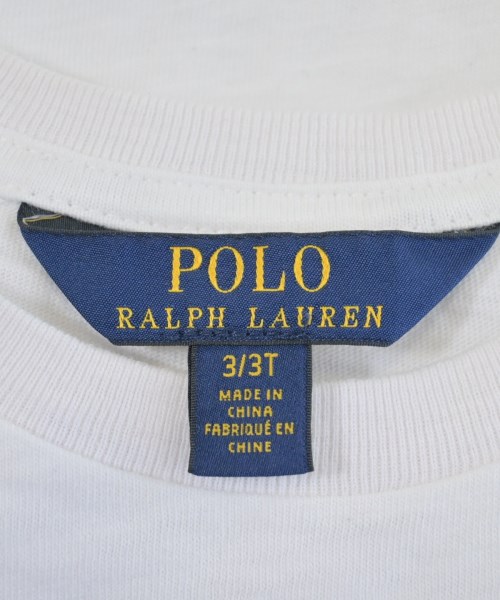 POLO
RALPH LAUREN
3/3T
MADE IN
CHINA
FABRIQUÉ EN
CHINE